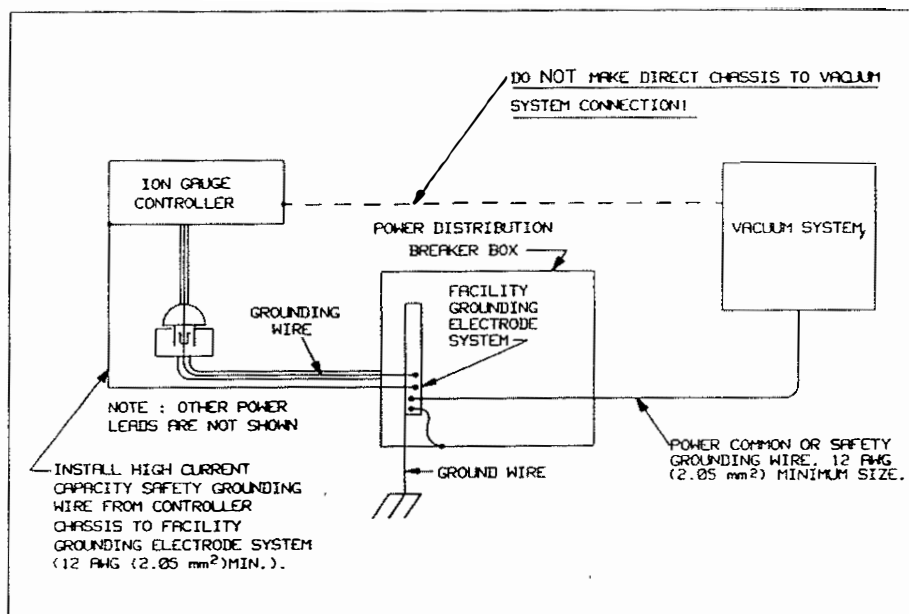 DO NOT MAKE DIRECT CHASSIS TO VACUUM
SYSTEM CONNECTION!
ION GAUGE
CONTROLLER
POWER DISTRIBUTION
BREAKER BOX
VACUUM SYSTEM,
FACILITY
GROUNDING
ELECTRODE
SYSTEM
GROUNDING
WIRE
NOTE : OTHER POWER
LEADS ARE NOT SHOWN
INSTALL HIGH CURRENT
CAPACITY SAFETY GROUNDING
WIRE FROM CONTROLLER
CHASSIS TO FACILITY
GROUNDING ELECTRODE SYSTEM
(12 AWG (2.05 mm²)MIN.).
GROUND WIRE
POWER COMMON OR SAFETY
GROUNDING WIRE, 12 AWG
(2.05 mm²) MINIMUM SIZE.